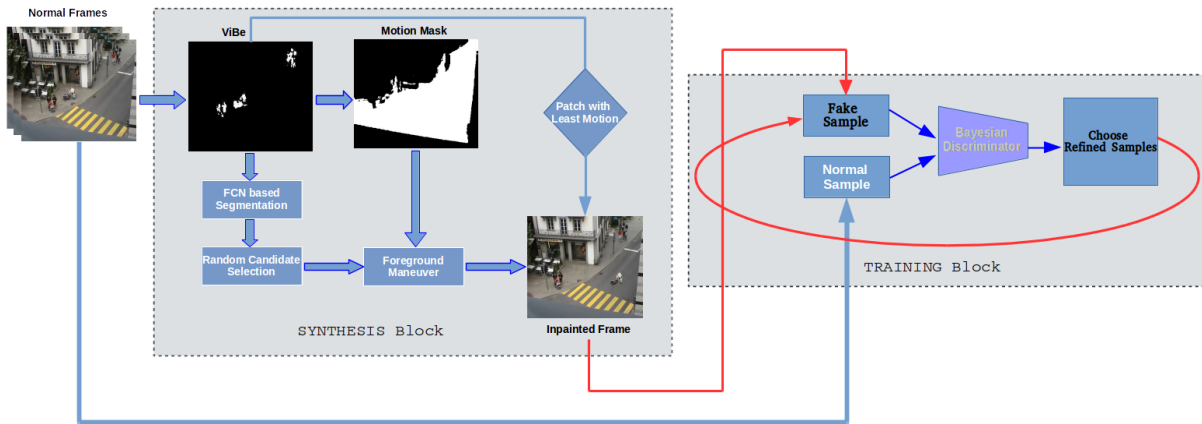 Normal Frames
ViBe
Motion Mask
Patch with
Least Motion
FCN based
Segmentation
Random Candidate
Selection
Foreground
Maneuver
Inpainted Frame
SYNTHESIS Block
Fake
Sample
Normal
Sample
Bayesian
Discriminator
Choose
Refined Samples
TRAINING Block